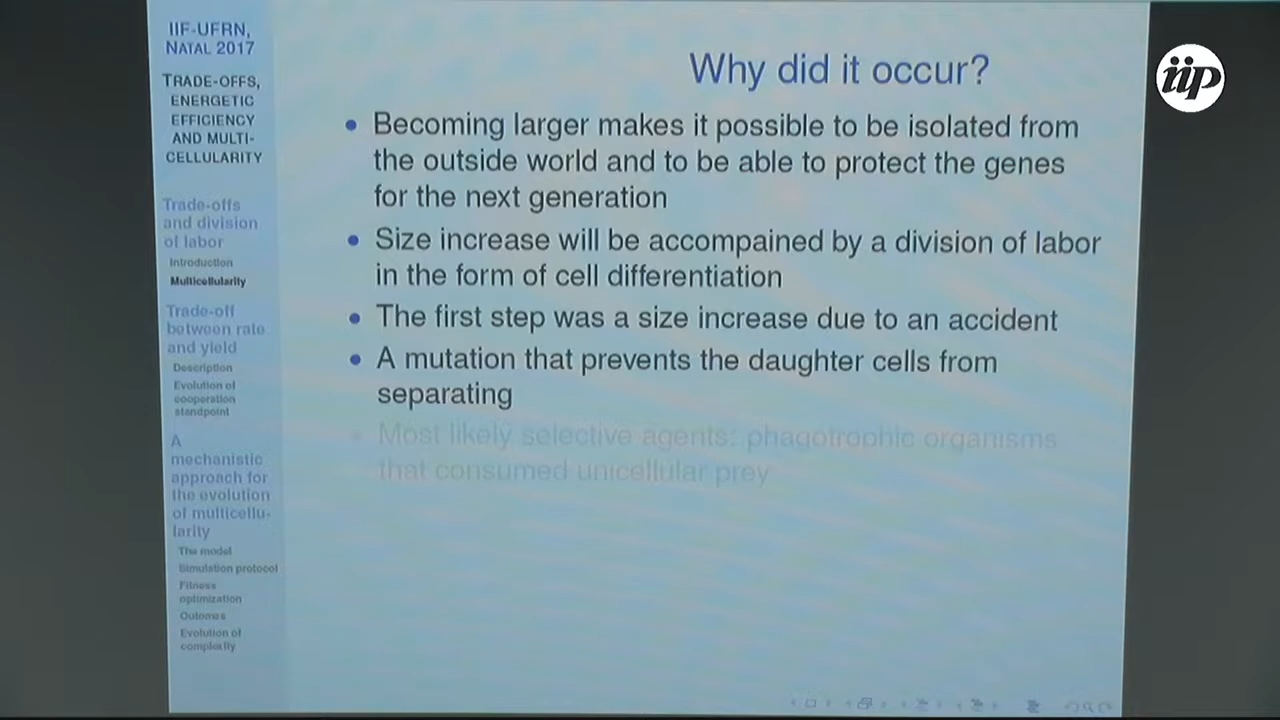 IIF-UFRN,
NATAL 2017
TRADE-OFFS,
ENERGETIC
EFFICIENCY
AND MULTI-
CELLULARITY
Trade-offs
and division
of labor
Introduction
Multicellularity
Trade-off
between rate
and yield
Description
Evolution of
cooperation
standpoint
A
mechanistic
approach for
the evolution
of multicellu-
larity
The model
Simulation protocol
Fitness
optimization
Outomes
Evolution of
complexity
Why did it occur?
• Becoming larger makes it possible to be isolated from
the outside world and to be able to protect the genes
for the next generation
• Size increase will be accompained by a division of labor
in the form of cell differentiation
• The first step was a size increase due to an accident
• A mutation that prevents the daughter cells from
separating
• Most likely selective agents: phagotrophic organisms
that consumed unicellular prey
iip